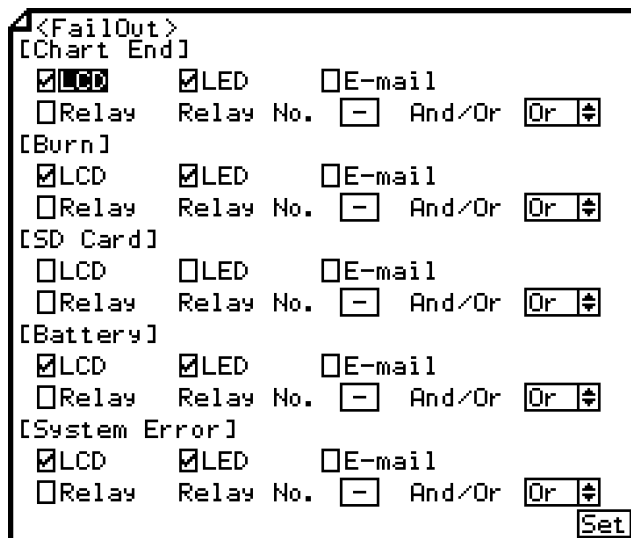 <FailOut>
[Chart End]
LCD LED E-mail
Relay Relay No. - And/Or Or
[Burn]
LCD LED E-mail
Relay Relay No. - And/Or Or
[SD Card]
LCD LED E-mail
Relay Relay No. - And/Or Or
[Battery]
LCD LED E-mail
Relay Relay No. - And/Or Or
[System Error]
LCD LED E-mail
Relay Relay No. - And/Or Or
Set